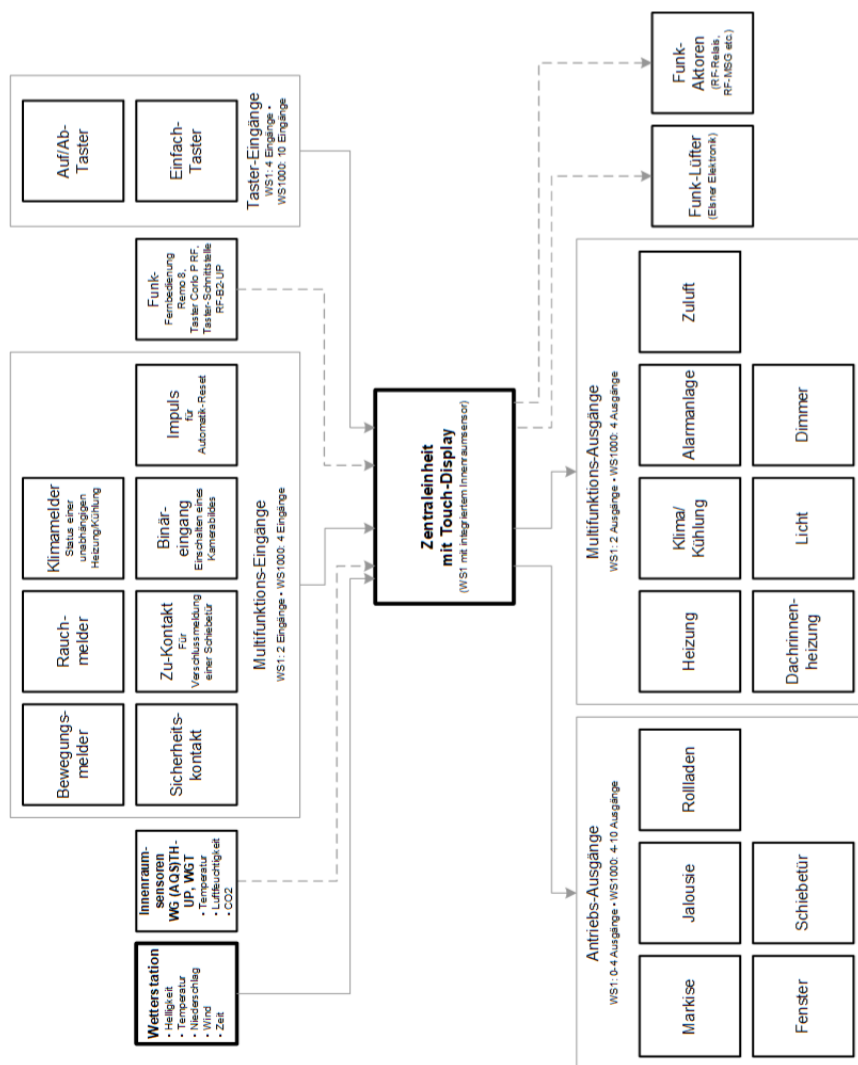 Wetterstation
• Helligkeit
• Temperatur
• Niederschlag
• Wind
• Zeit
Innenraum-
sensoren
WG (AQS)TH-
UP, WGT
• Temperatur
• Luftfeuchtigkeit
• CO2
Bewegungs-
melder
Rauch-
melder
Klimamelder
Status einer
unabhängigen
Heizung/Kühlung
Sicherheits-
kontakt
Zu-Kontakt
Für
Verschlussmeldung
einer Schiebetür
Binär-
eingang
Einschalten eines
Kamerabildes
Impuls
für
Automatik-Reset
Multifunktions-Eingänge
WS1: 2 Eingänge • WS1000: 4 Eingänge
Funk-
Fernbedienung
Remo 8,
Taster Corlo P RF,
Taster-Schnittstelle
RF-B2-UP
Auf/Ab-
Taster
Einfach-
Taster
Taster-Eingänge
WS1: 4 Eingänge •
WS1000: 10 Eingänge
Zentraleinheit
mit Touch-Display
(WS1 mit integriertem Innenraumsensor)
Antriebs-Ausgänge
WS1: 0-4 Ausgänge • WS1000: 4-10 Ausgänge
Markise
Jalousie
Rollladen
Fenster
Schiebetür
Multifunktions-Ausgänge
WS1: 2 Ausgänge • WS1000: 4 Ausgänge
Heizung
Klima/
Kühlung
Alarmanlage
Zuluft
Dachrinnen-
heizung
Licht
Dimmer
Funk-Lüfter
(Elsner Elektronik)
Funk-
Aktoren
(RF-Relais,
RF-MSG etc.)